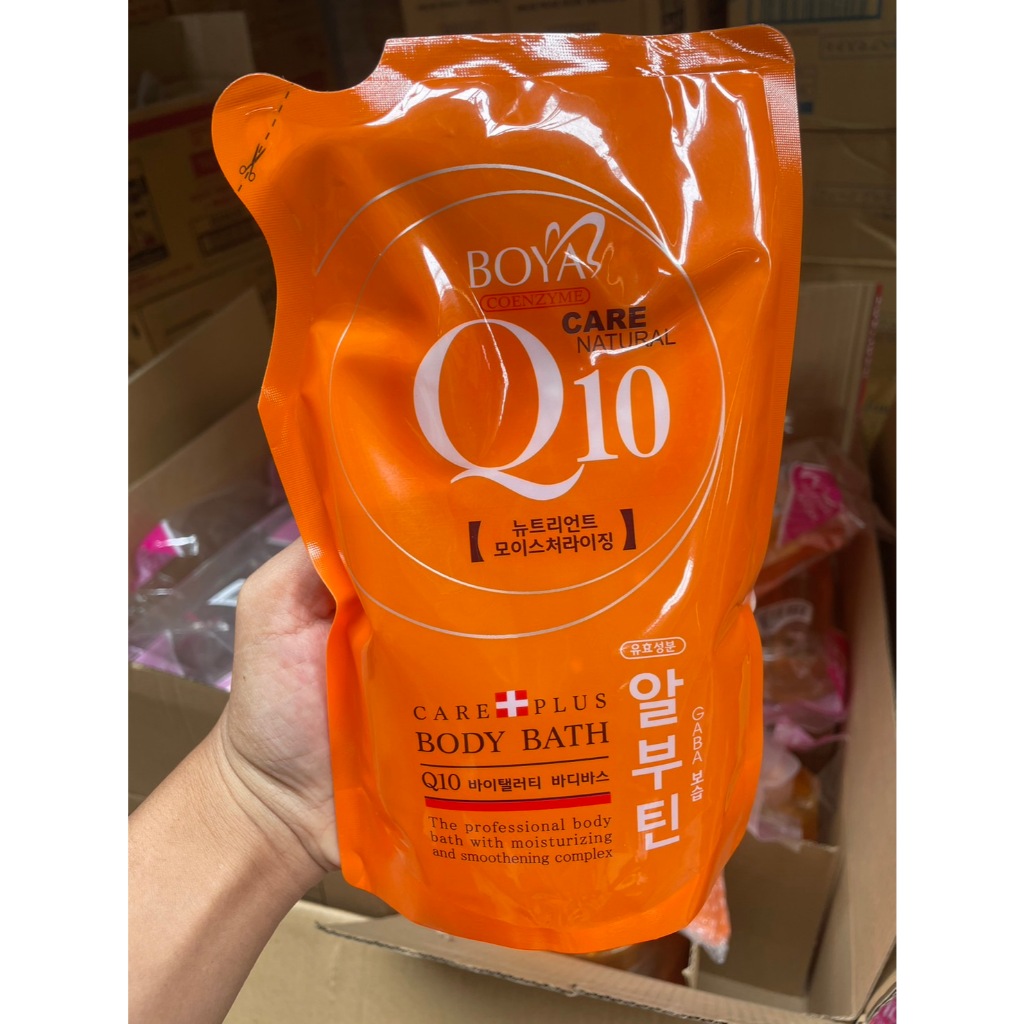 BOYA
COENZYME
CARE
NATURAL
Q10
【 뉴트리언트
모이스처라이징 】
유효성분
알부틴
GABA 보습
CARE PLUS
BODY BATH
Q10 바이탤러티 바디바스
The professional body
bath with moisturizing
and smoothening complex